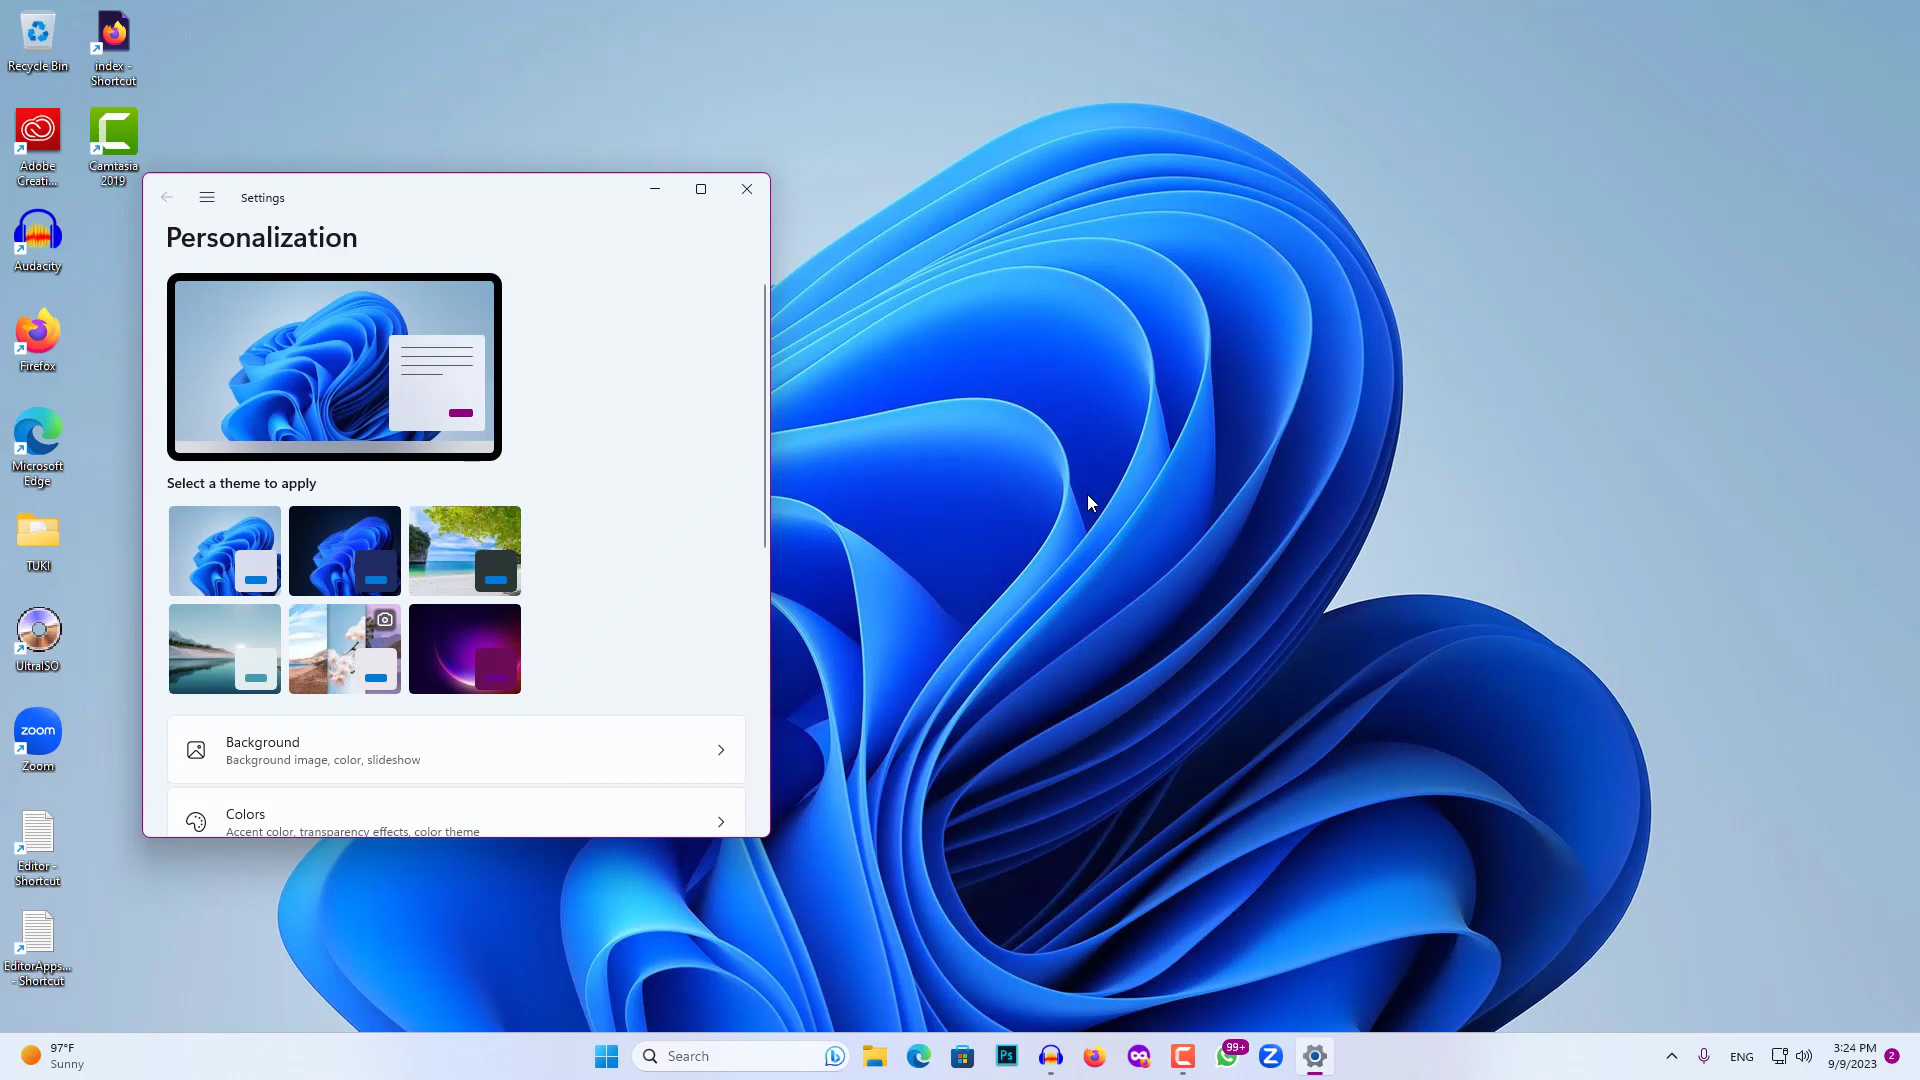 Recycle Bin
index -
Shortcut
Adobe
Creati...
Camtasia
2019
Audacity
Firefox
Microsoft
Edge
TUKI
UltraISO
zoom
Zoom
Editor -
Shortcut
EditorApps...
- Shortcut
Settings
Personalization
Select a theme to apply
Background
Background image, color, slideshow
Colors
Accent color, transparency effects, color theme
97°F
Sunny
Search
Ps
99+
Z
ENG
3:24 PM
9/9/2023
2